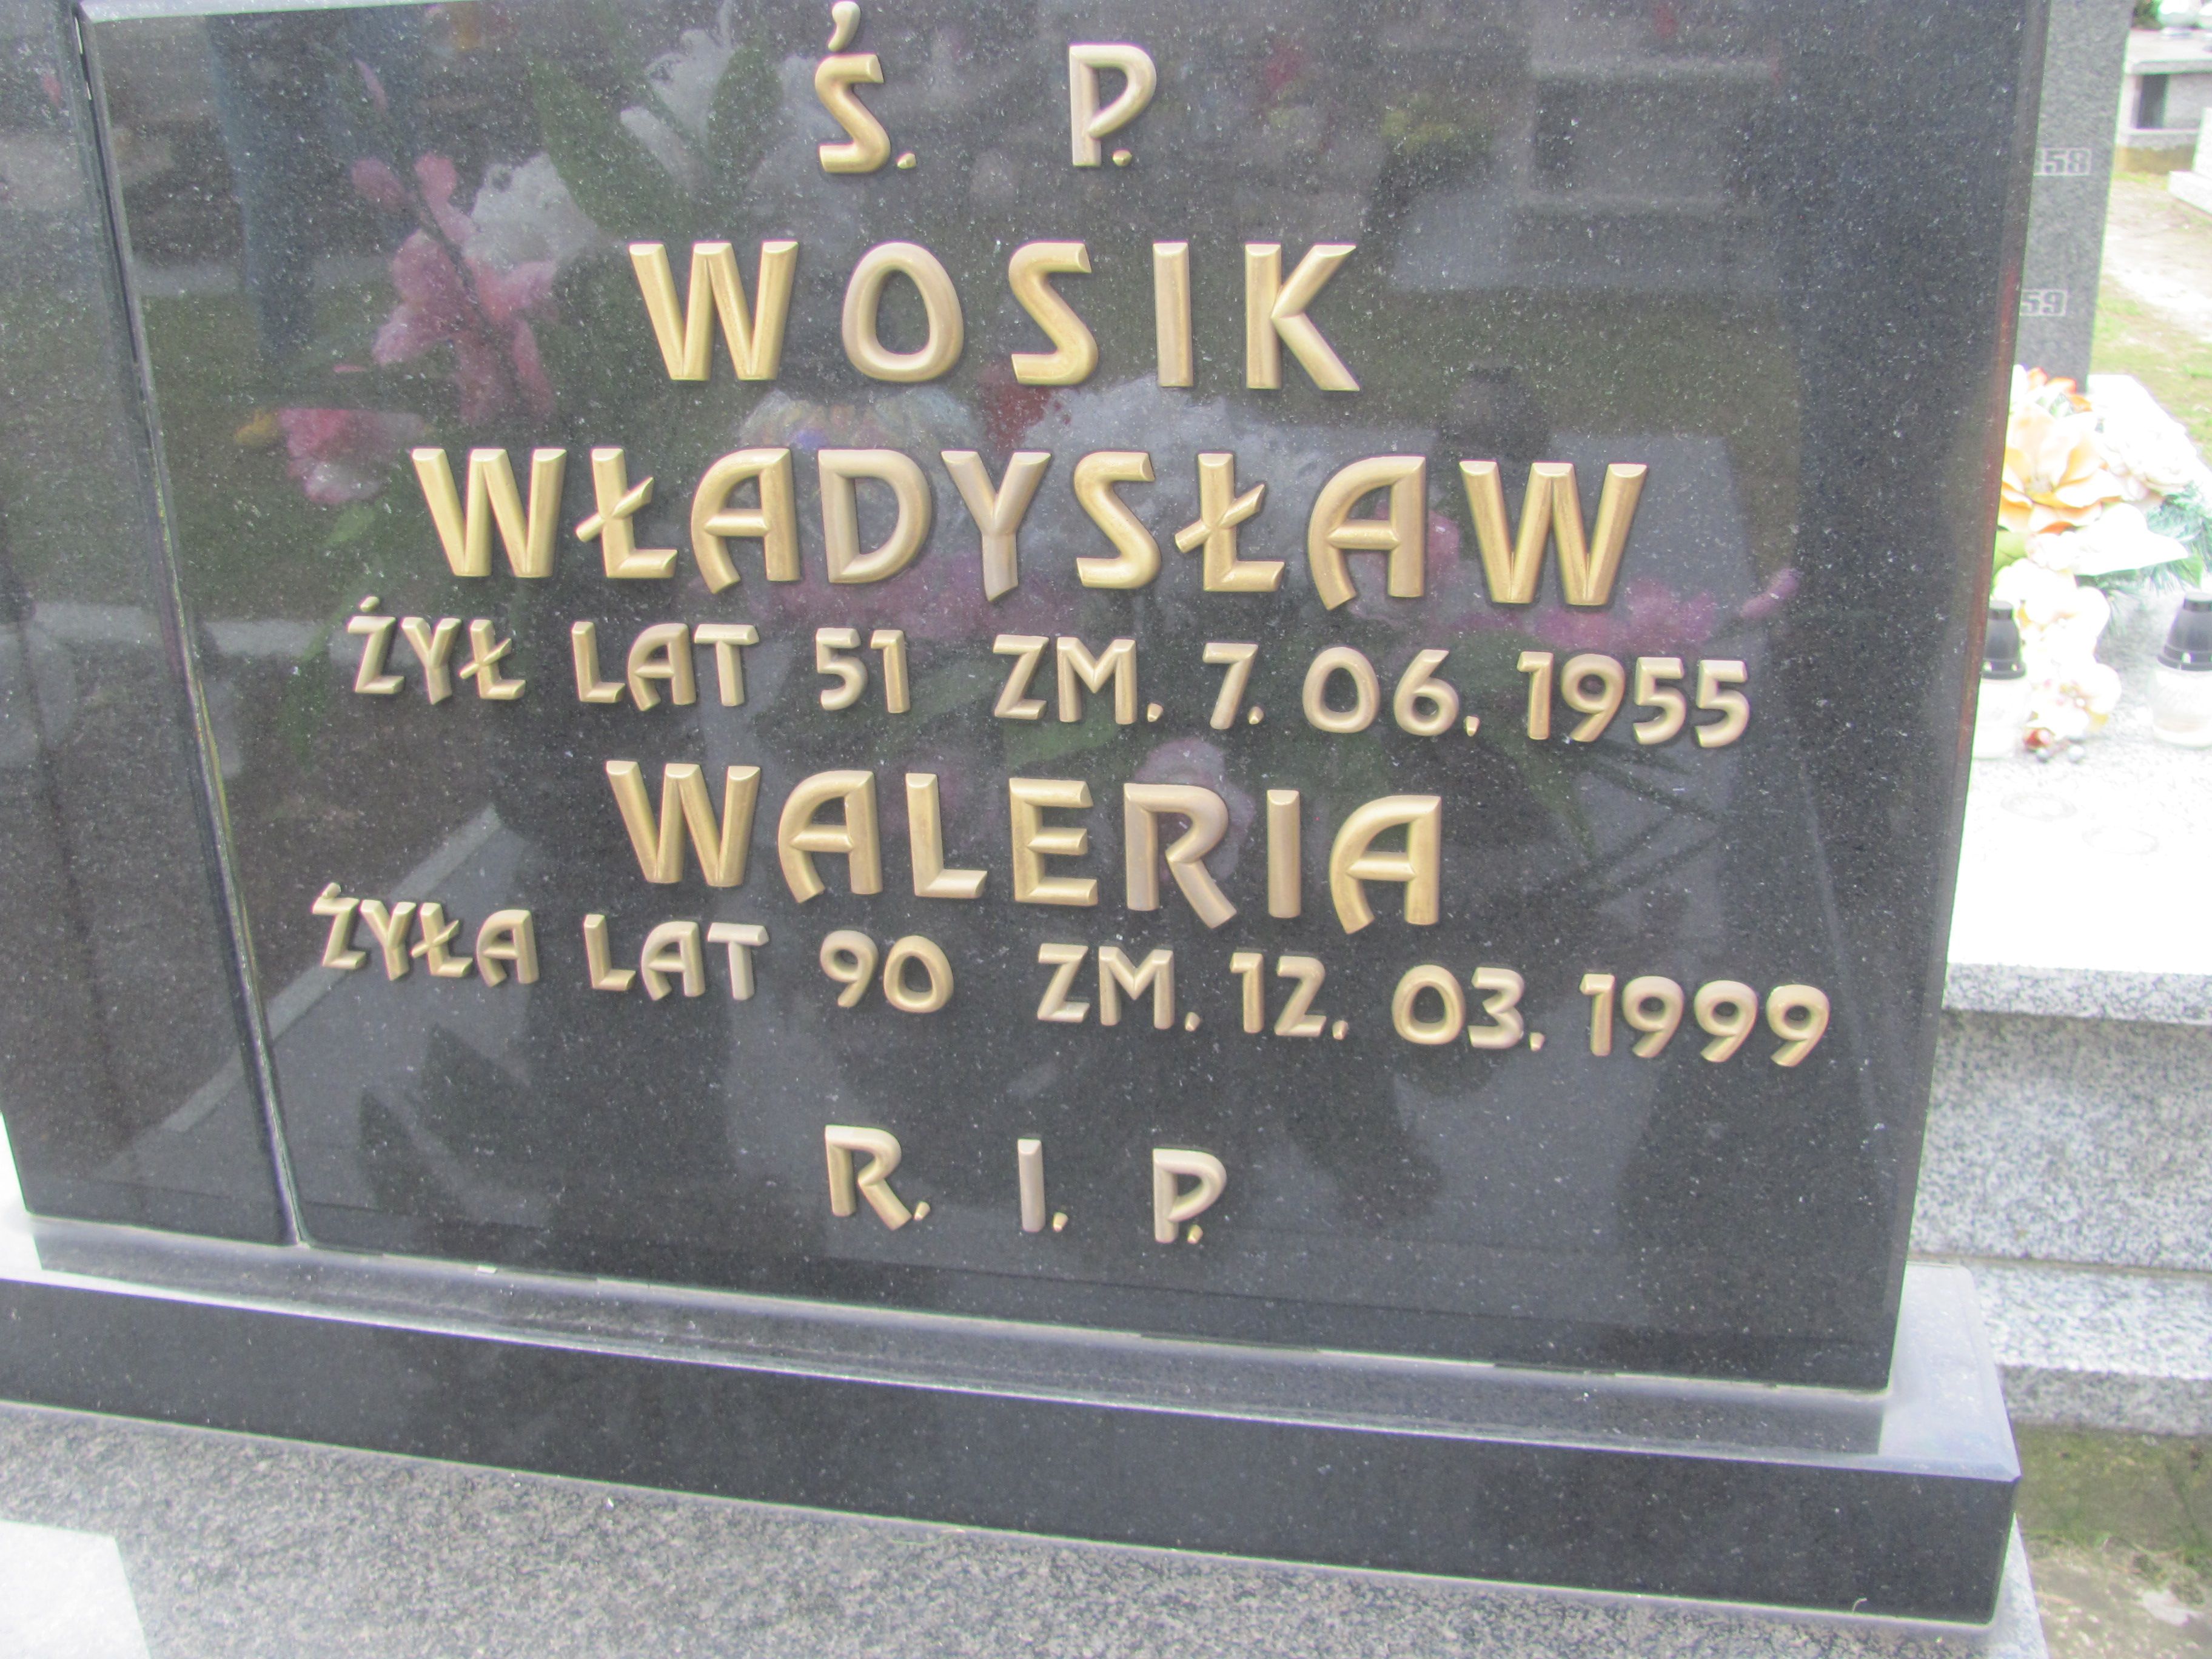 Ś. P.
WOSIK
WŁADYSŁAW
ŻYŁ LAT 51 ZM. 7. 06. 1955
WALERIA
ŻYŁA LAT 90 ZM. 12. 03. 1999
R. I. P.